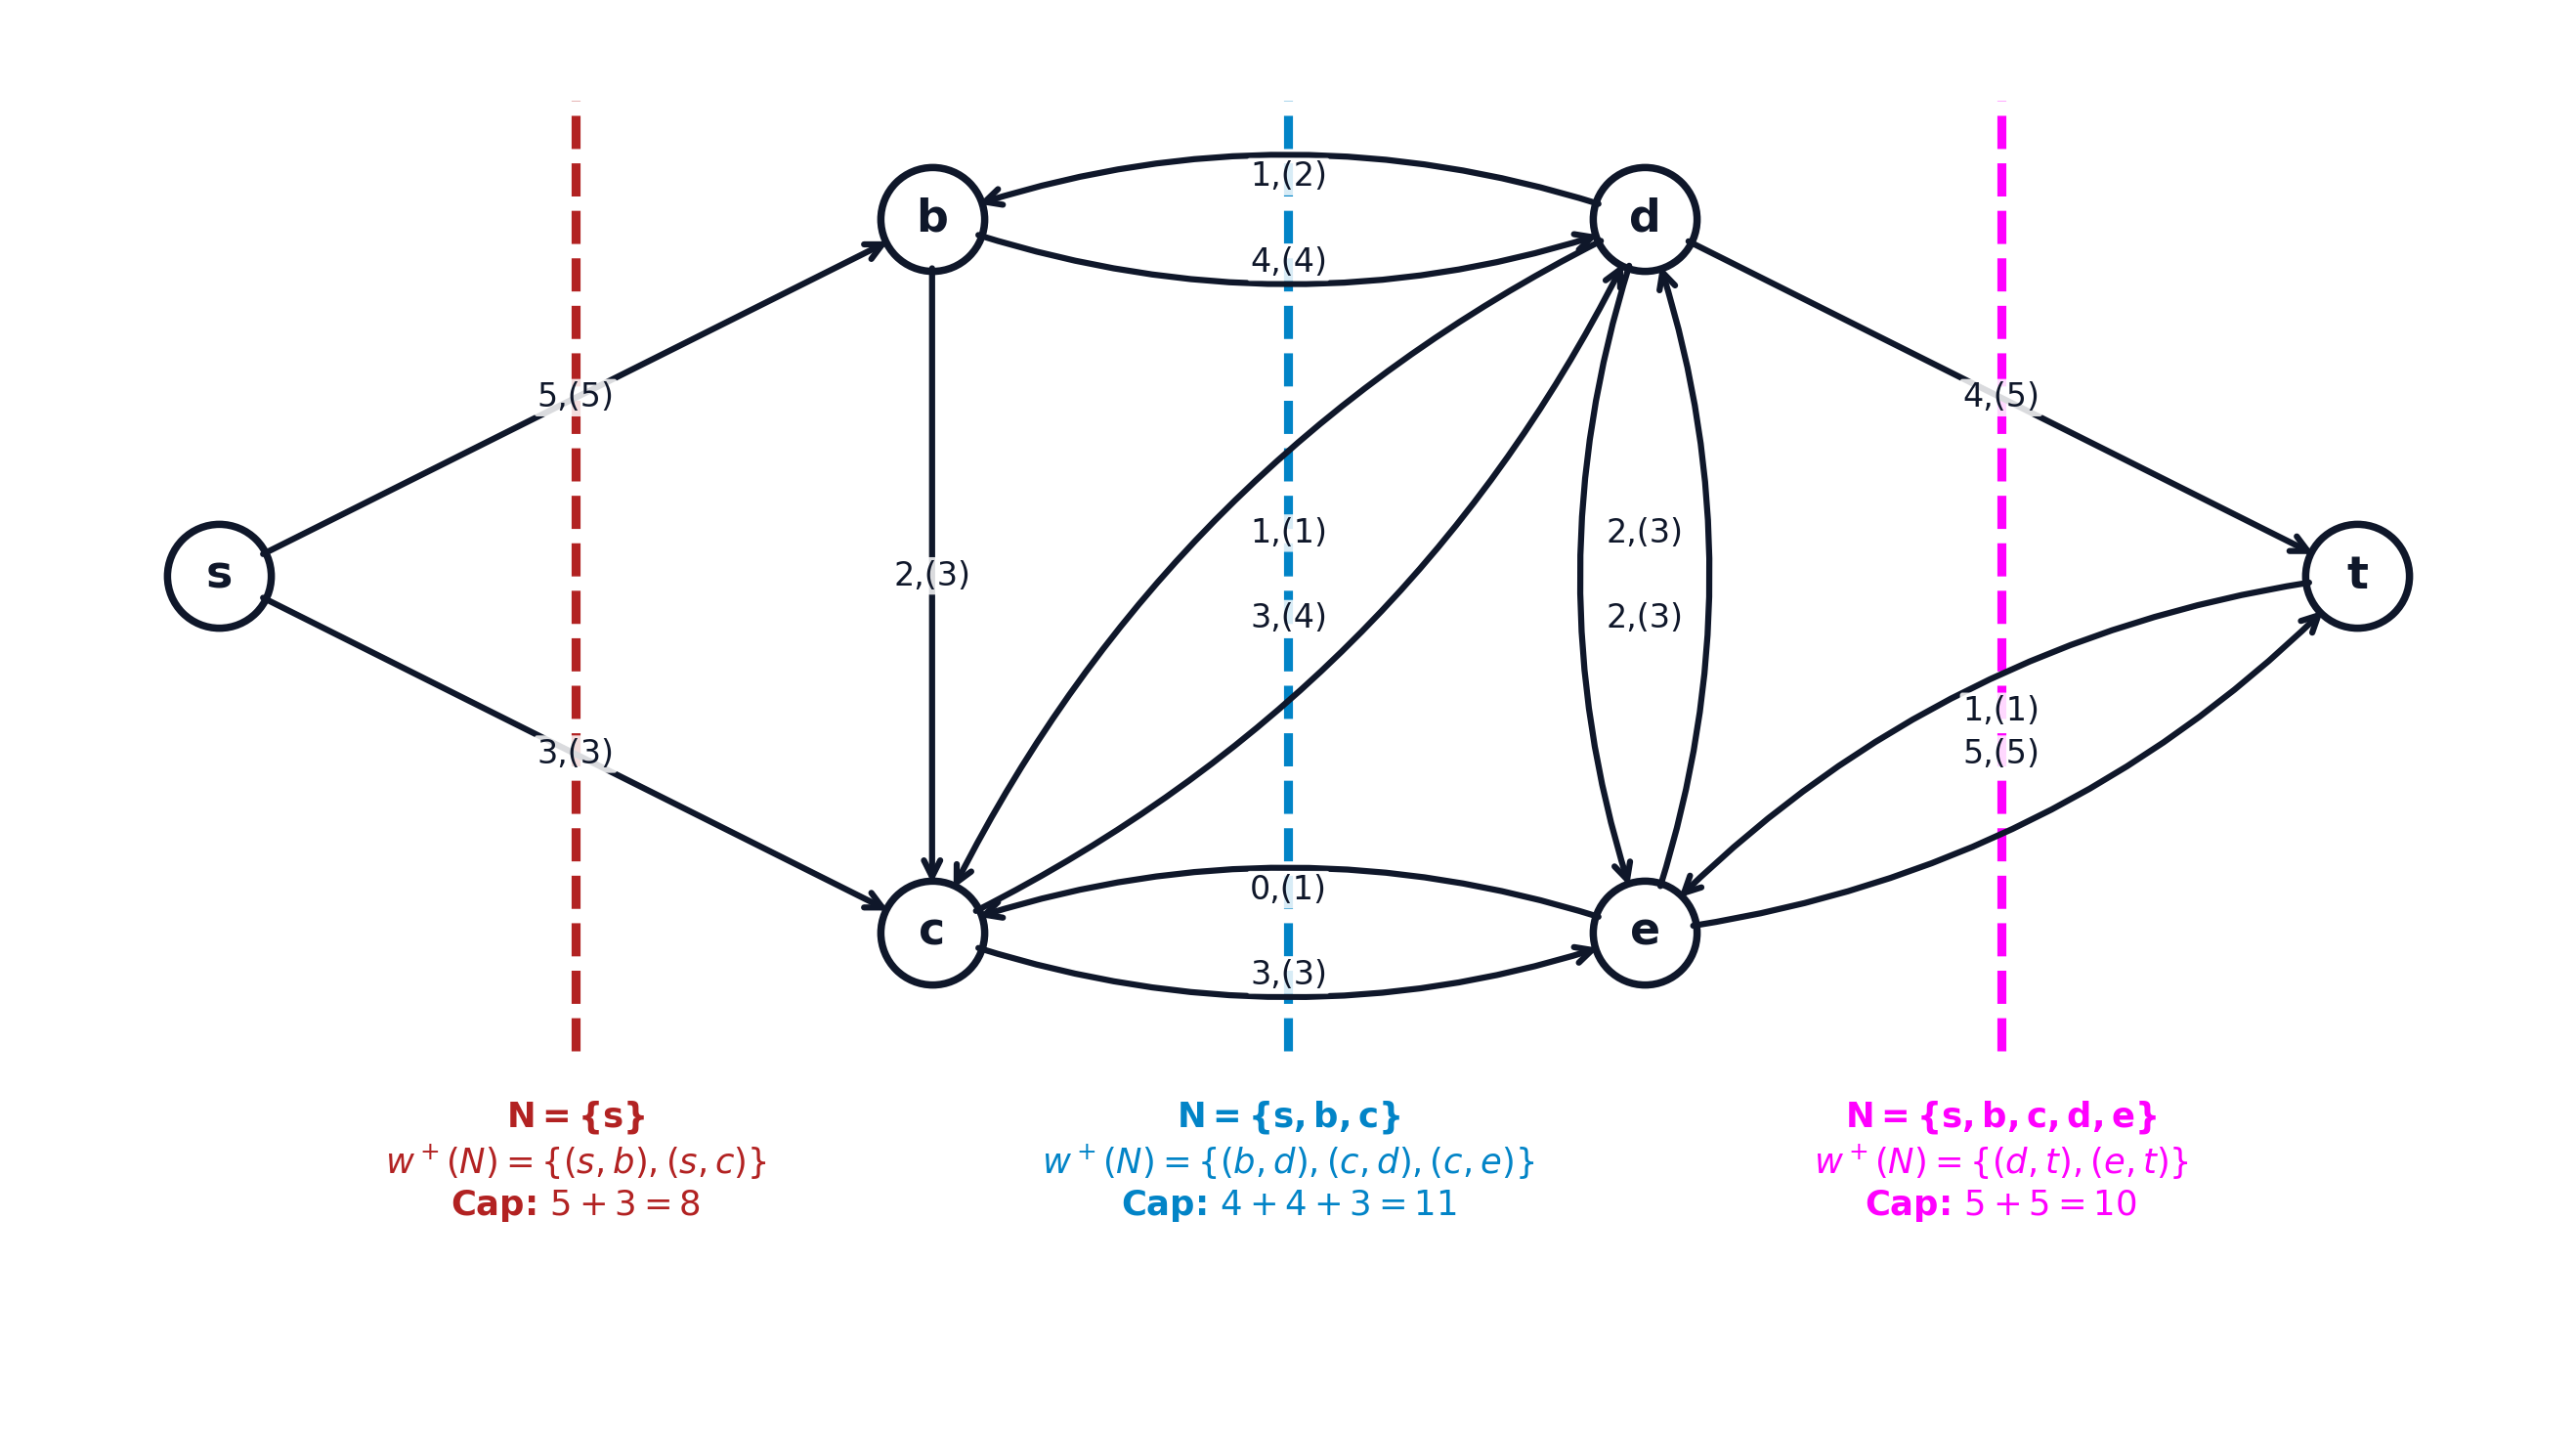 1,(2)
b
d
4,(4)
5,(5)
4,(5)
1,(1)
2,(3)
s
2,(3)
t
3,(4)
2,(3)
1,(1)
3,(3)
5,(5)
0,(1)
c
e
3,(3)
N = {s}
w⁺(N) = {(s, b), (s, c)}
Cap: 5 + 3 = 8
N = {s, b, c}
w⁺(N) = {(b, d), (c, d), (c, e)}
Cap: 4 + 4 + 3 = 11
N = {s, b, c, d, e}
w⁺(N) = {(d, t), (e, t)}
Cap: 5 + 5 = 10